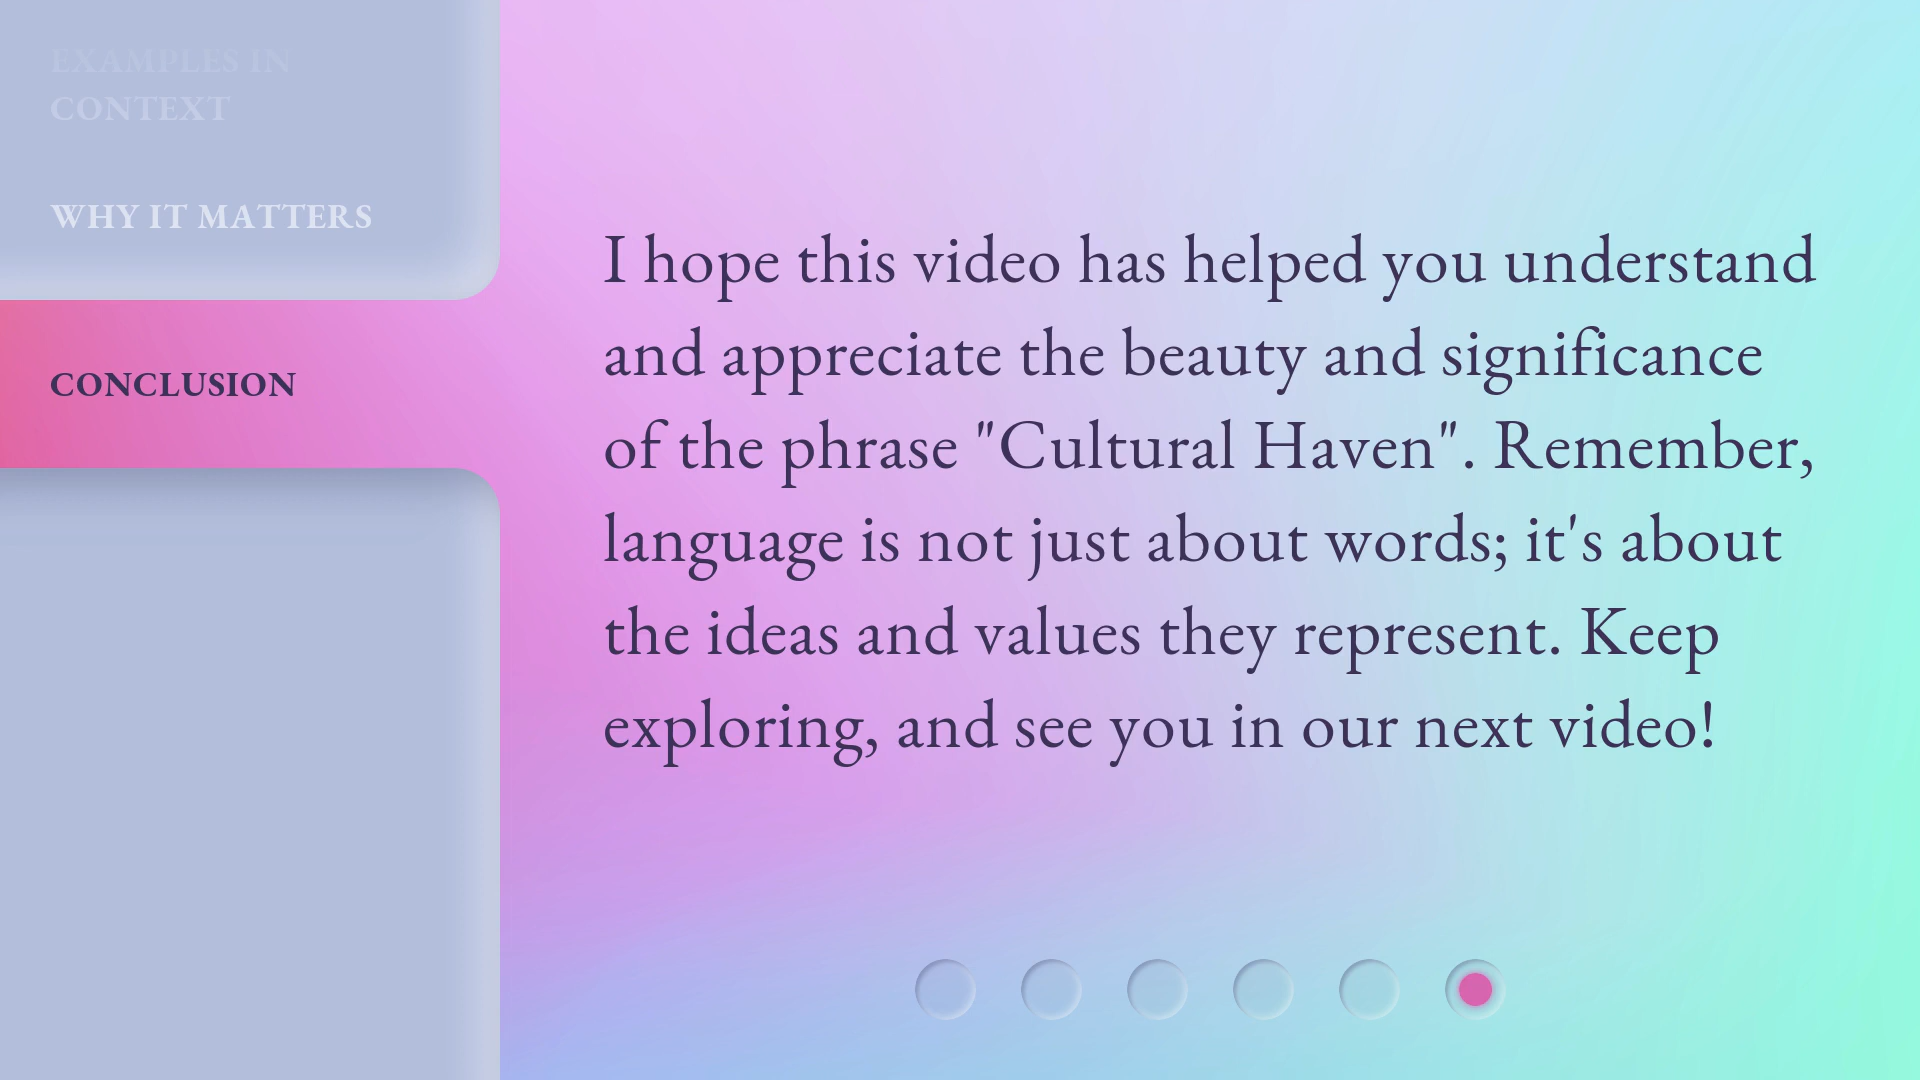 EXAMPLES IN
CONTEXT
WHY IT MATTERS
CONCLUSION
I hope this video has helped you understand
and appreciate the beauty and significance
of the phrase "Cultural Haven". Remember,
language is not just about words; it's about
the ideas and values they represent. Keep
exploring, and see you in our next video!